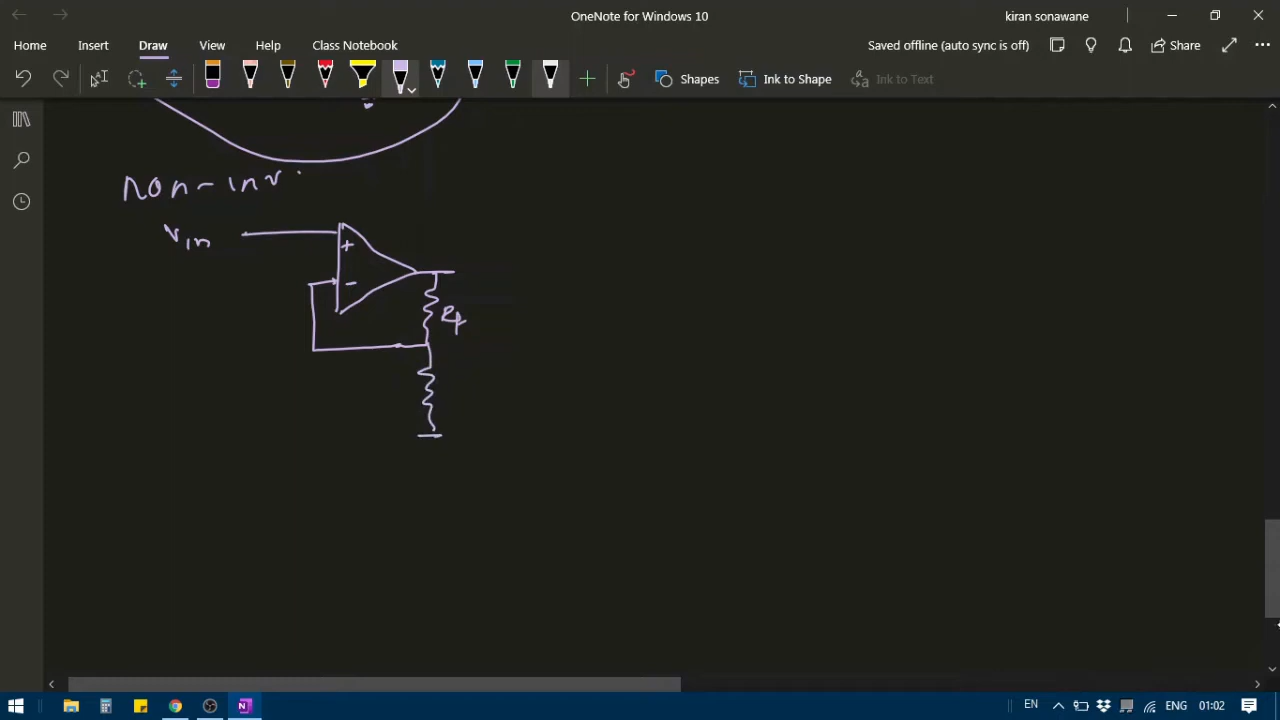 OneNote for Windows 10
kiran sonawane
Home Insert Draw View Help Class Notebook
Saved offline (auto sync is off)
Share
Shapes
Ink to Shape
Ink to Text
Non-inv
Vin
+
-
Rf
EN
ENG
01:02